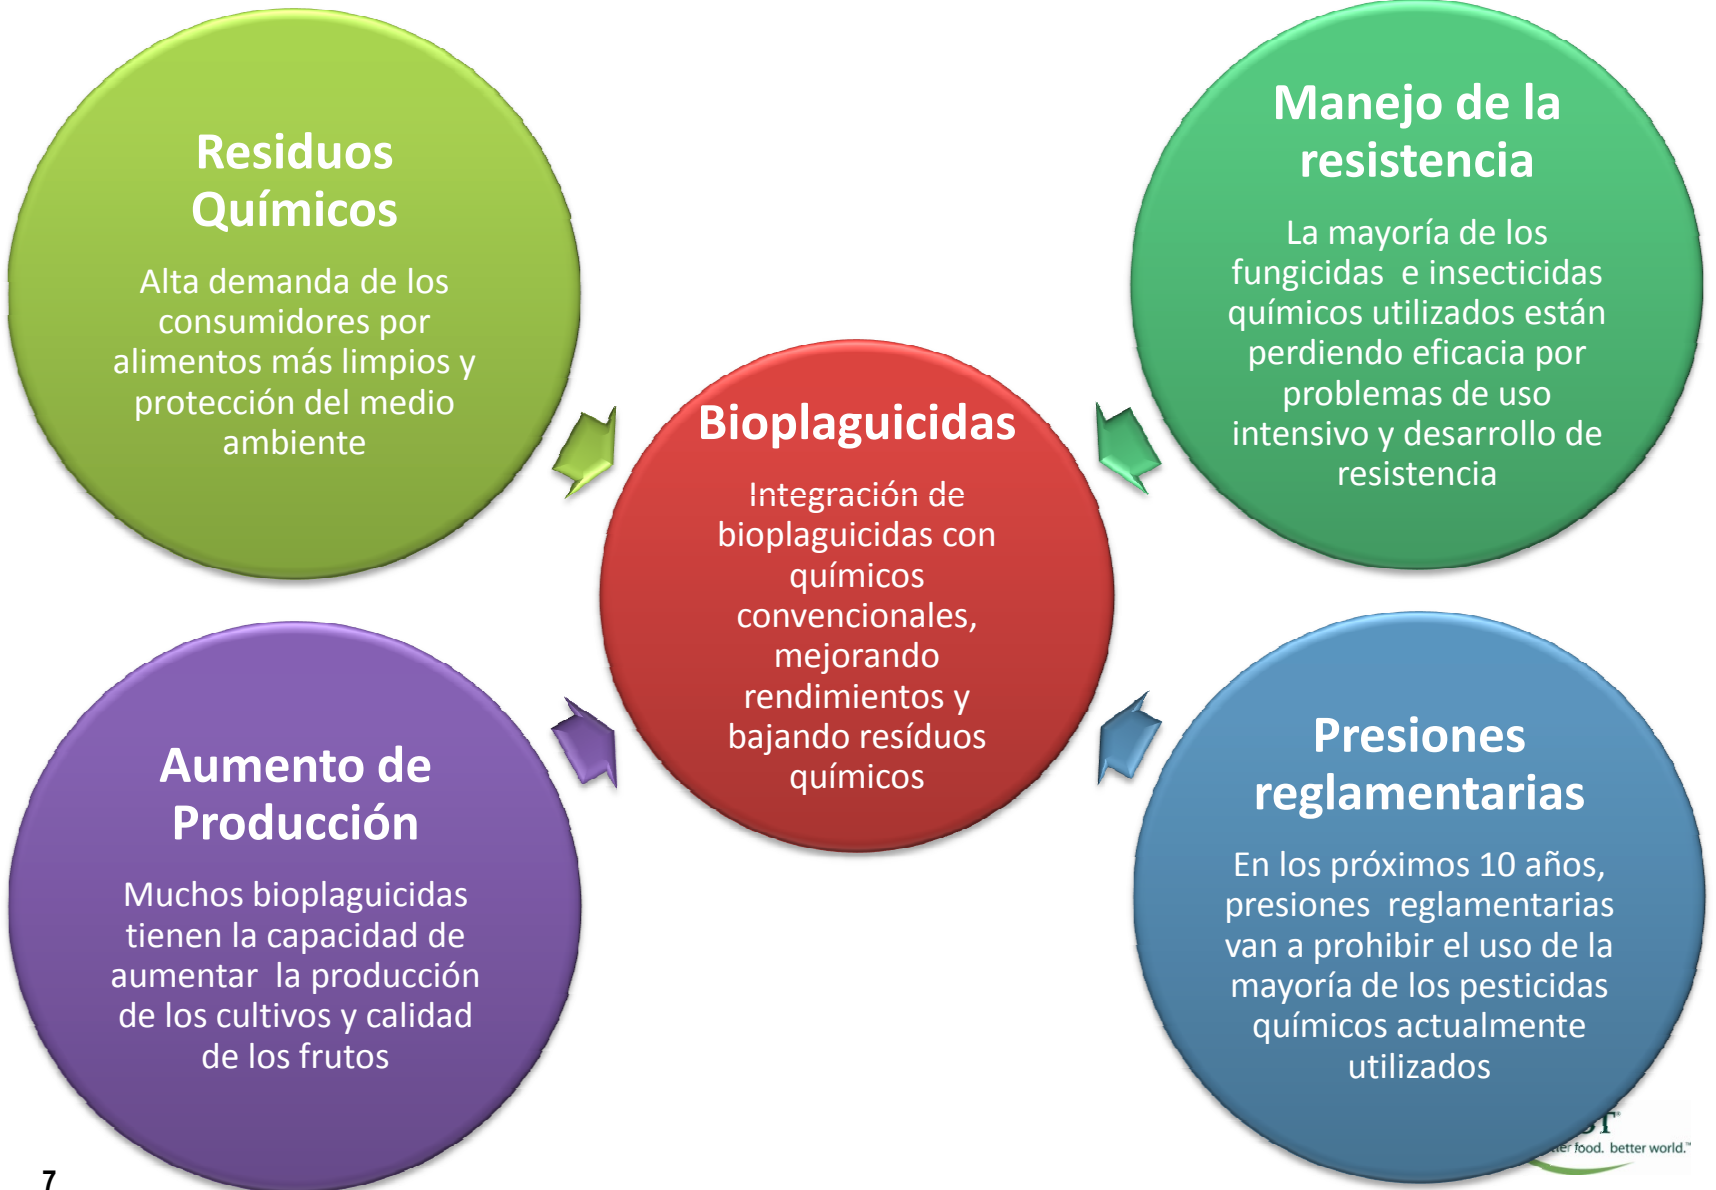 Residuos
Químicos
Alta demanda de los
consumidores por
alimentos más limpios y
protección del medio
ambiente
Manejo de la
resistencia
La mayoría de los
fungicidas e insecticidas
químicos utilizados están
perdiendo eficacia por
problemas de uso
intensivo y desarrollo de
resistencia
Bioplaguicidas
Integración de
bioplaguicidas con
químicos
convencionales,
mejorando
rendimientos y
bajando resíduos
químicos
Aumento de
Producción
Muchos bioplaguicidas
tienen la capacidad de
aumentar la producción
de los cultivos y calidad
de los frutos
Presiones
reglamentarias
En los próximos 10 años,
presiones reglamentarias
van a prohibir el uso de la
mayoría de los pesticidas
químicos actualmente
utilizados
food. better world.™
7